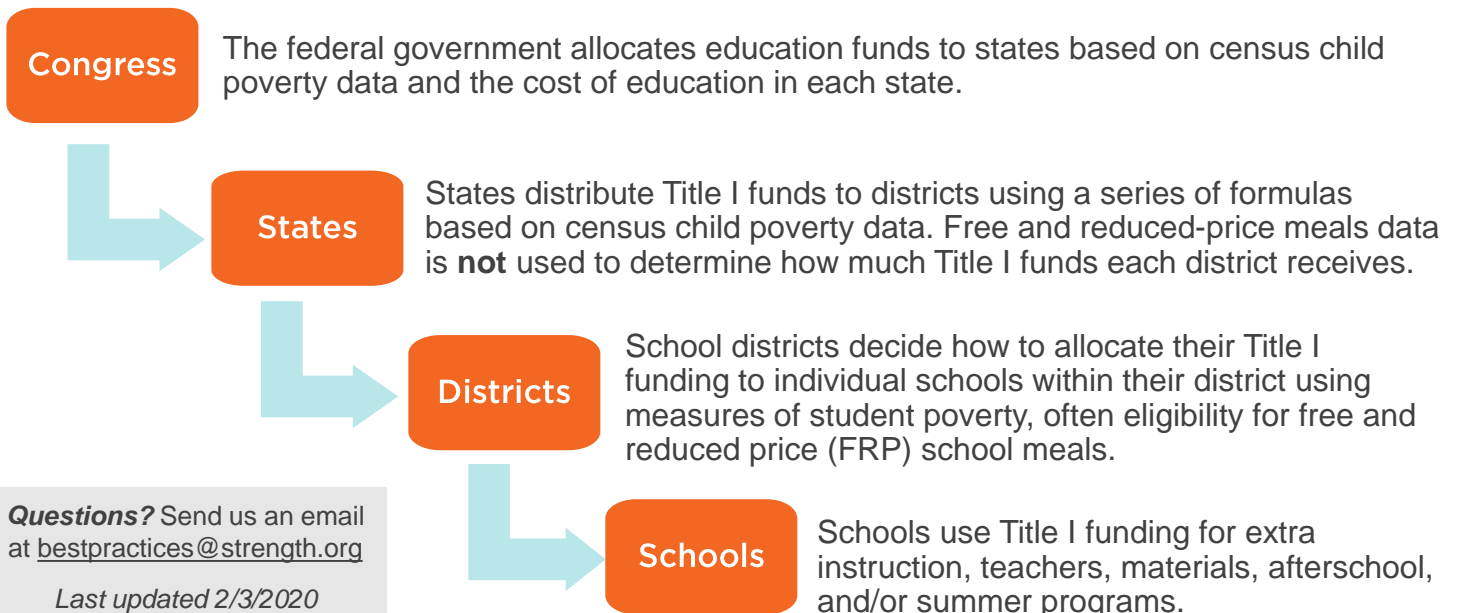 Congress
The federal government allocates education funds to states based on census child
poverty data and the cost of education in each state.
States
States distribute Title I funds to districts using a series of formulas
based on census child poverty data. Free and reduced-price meals data
is not used to determine how much Title I funds each district receives.
Districts
School districts decide how to allocate their Title I
funding to individual schools within their district using
measures of student poverty, often eligibility for free and
reduced price (FRP) school meals.
Questions? Send us an email
at bestpractices@strength.org
Last updated 2/3/2020
Schools
Schools use Title I funding for extra
instruction, teachers, materials, afterschool,
and/or summer programs.